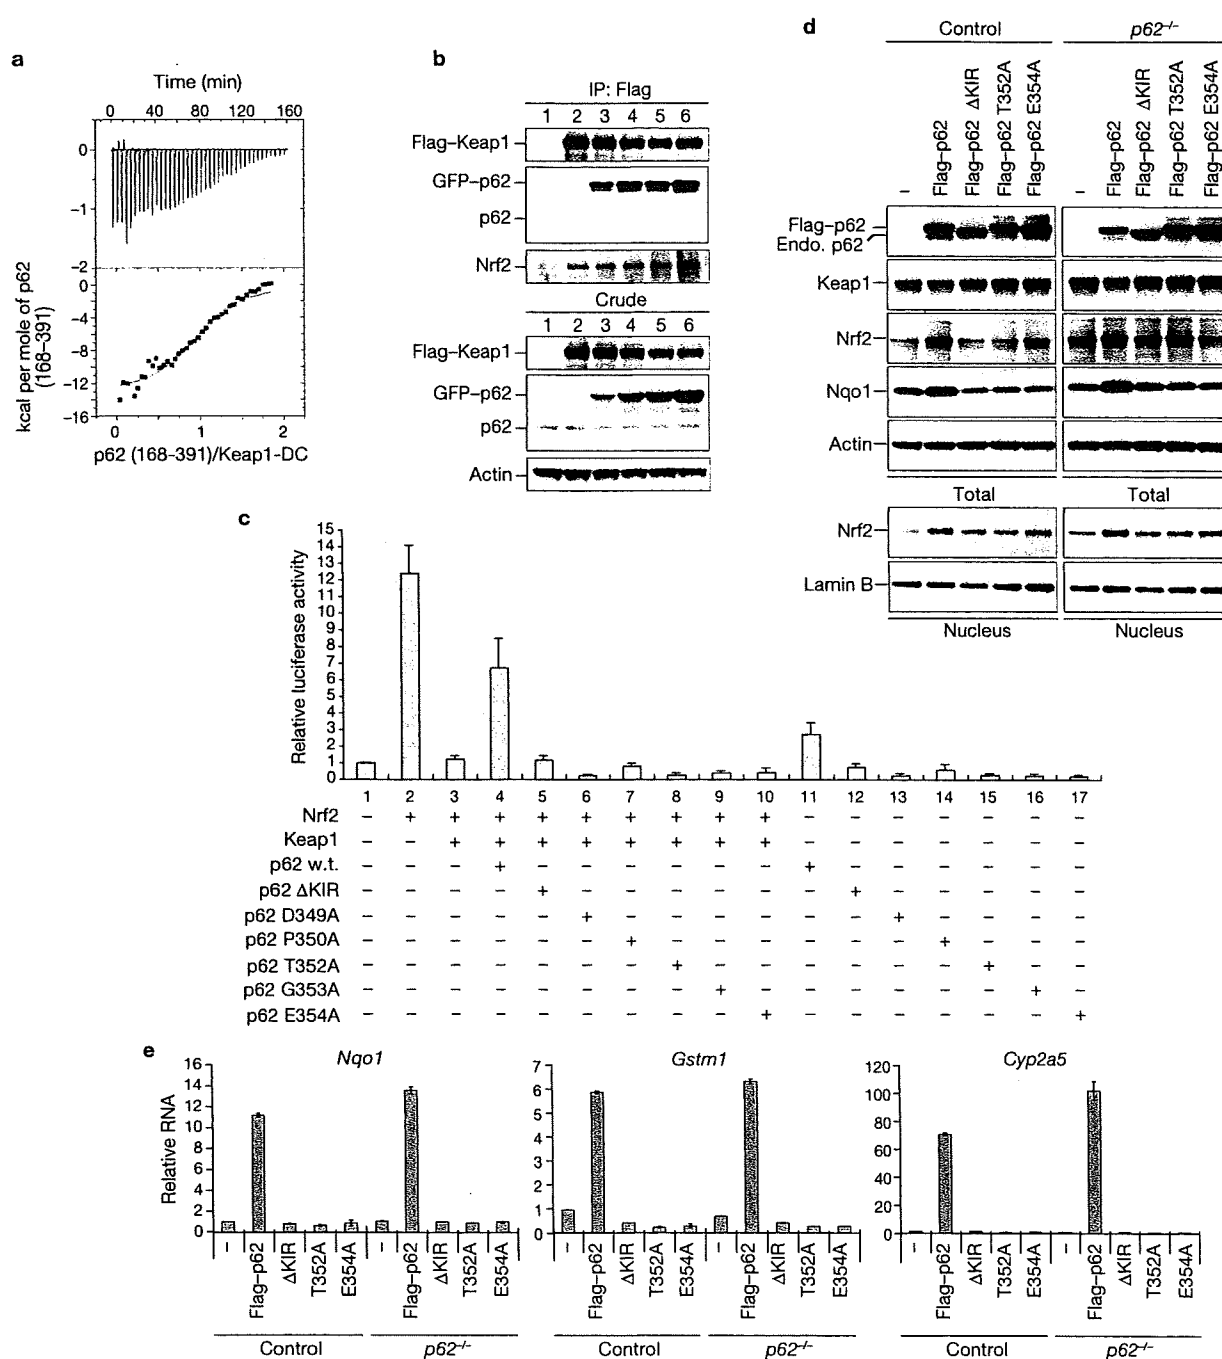 a
Time (min)
0 40 80 120 160
0
−1
−2
0
−4
−8
−12
−16
kcal per mole of p62
(168–391)
0 1 2
p62 (168-391)/Keap1-DC
b
IP: Flag
1 2 3 4 5 6
Flag–Keap1
GFP–p62
p62
Nrf2
Crude
1 2 3 4 5 6
Flag–Keap1
GFP–p62
p62
Actin
c
Relative luciferase activity
15
14
13
12
11
10
9
8
7
6
5
4
3
2
1
0
1 2 3 4 5 6 7 8 9 10 11 12 13 14 15 16 17
Nrf2 − + + + + + + + + + − − − − − − −
Keap1 − − + + + + + + + + − − − − − − −
p62 w.t. − − − + − − − − − − + − − − − − −
p62 ΔKIR − − − − + − − − − − − + − − − − −
p62 D349A − − − − − + − − − − − − + − − − −
p62 P350A − − − − − − + − − − − − − + − − −
p62 T352A − − − − − − − + − − − − − − + − −
p62 G353A − − − − − − − − + − − − − − − + −
p62 E354A − − − − − − − − − + − − − − − − +
d
Control p62−/−
– Flag–p62 Flag–p62 ΔKIR Flag–p62 T352A Flag–p62 E354A – Flag–p62 Flag–p62 ΔKIR Flag–p62 T352A Flag–p62 E354A
Flag–p62
Endo. p62
Keap1
Nrf2
Nqo1
Actin
Total Total
Nrf2
Lamin B
Nucleus Nucleus
e
Nqo1
Relative RNA
16
14
12
10
8
6
4
2
0
– Flag–p62 ΔKIR T352A E354A – Flag–p62 ΔKIR T352A E354A
Control p62−/−
Gstm1
7
6
5
4
3
2
1
0
– Flag–p62 ΔKIR T352A E354A – Flag–p62 ΔKIR T352A E354A
Control p62−/−
Cyp2a5
120
100
80
60
40
20
0
– Flag–p62 ΔKIR T352A E354A – Flag–p62 ΔKIR T352A E354A
Control p62−/−